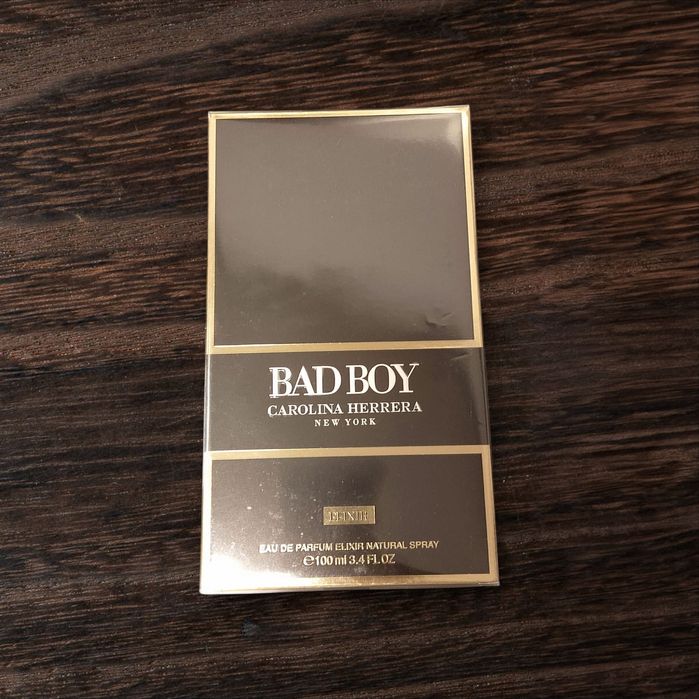 BAD BOY
CAROLINA HERRERA
NEW YORK
ELIXIR
EAU DE PARFUM ELIXIR NATURAL SPRAY
℮100 ml 3.4 FL.OZ